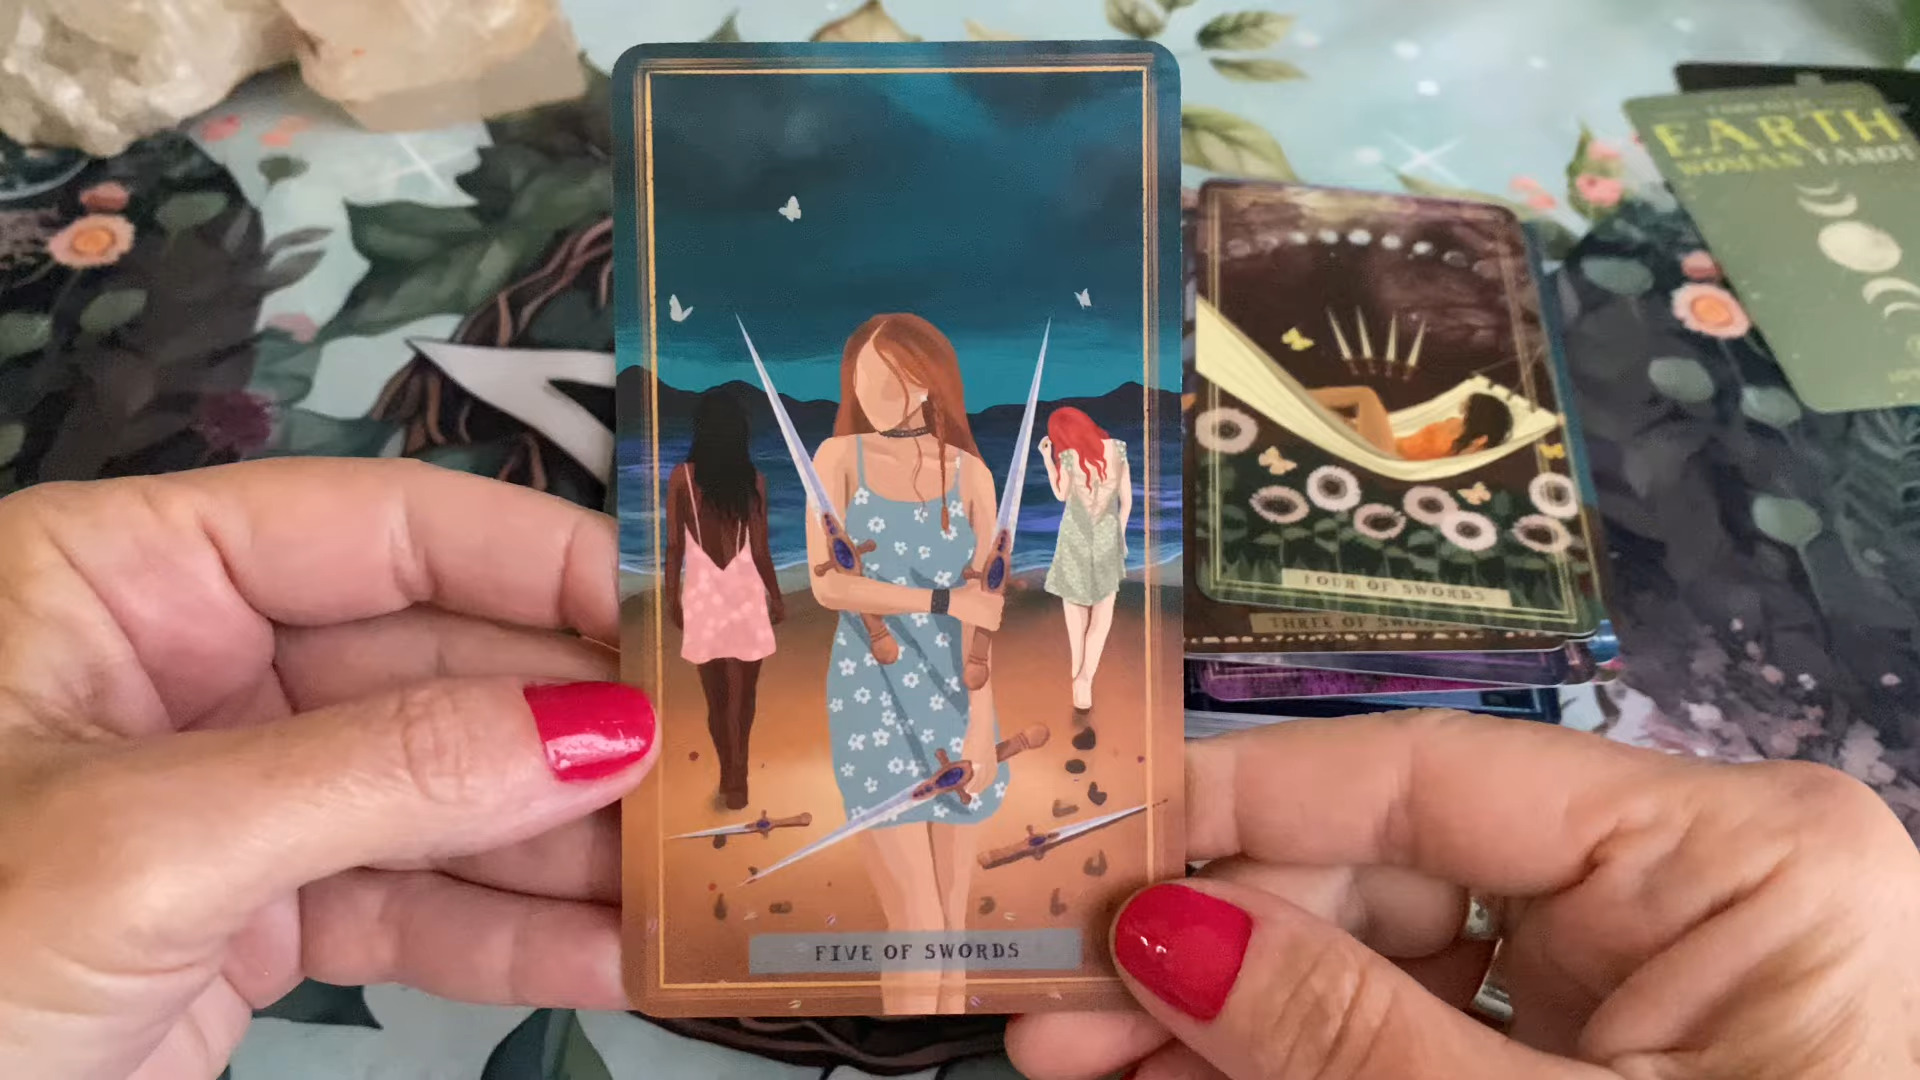 FIVE OF SWORDS
FOUR OF SWORDS
THREE OF SWORDS
EARTH
WOMAN TAROT